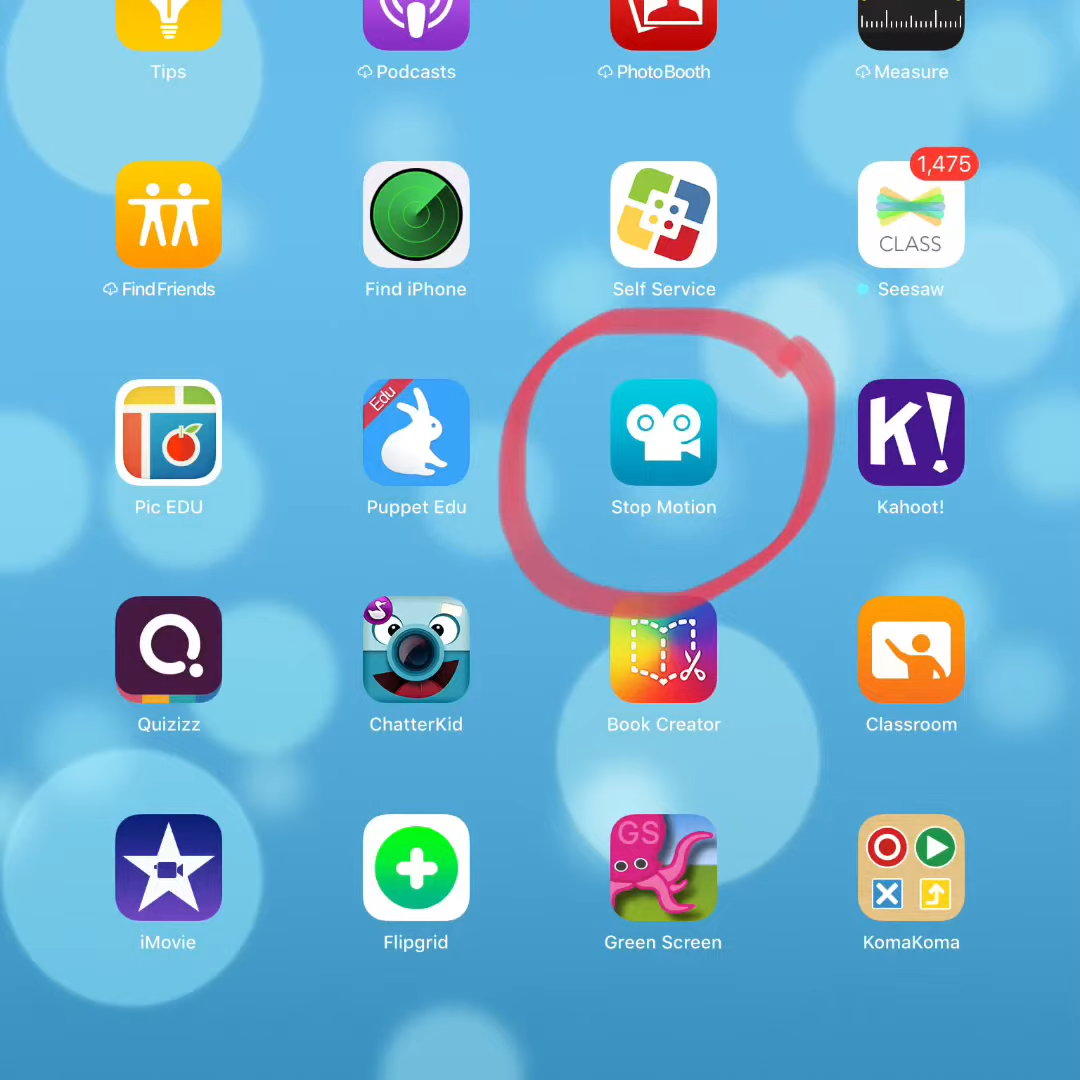 Tips Podcasts PhotoBooth Measure
1,475
CLASS
FindFriends Find iPhone Self Service Seesaw
Edu K!
Pic EDU Puppet Edu Stop Motion Kahoot!
Quizizz ChatterKid Book Creator Classroom
GS
iMovie Flipgrid Green Screen KomaKoma